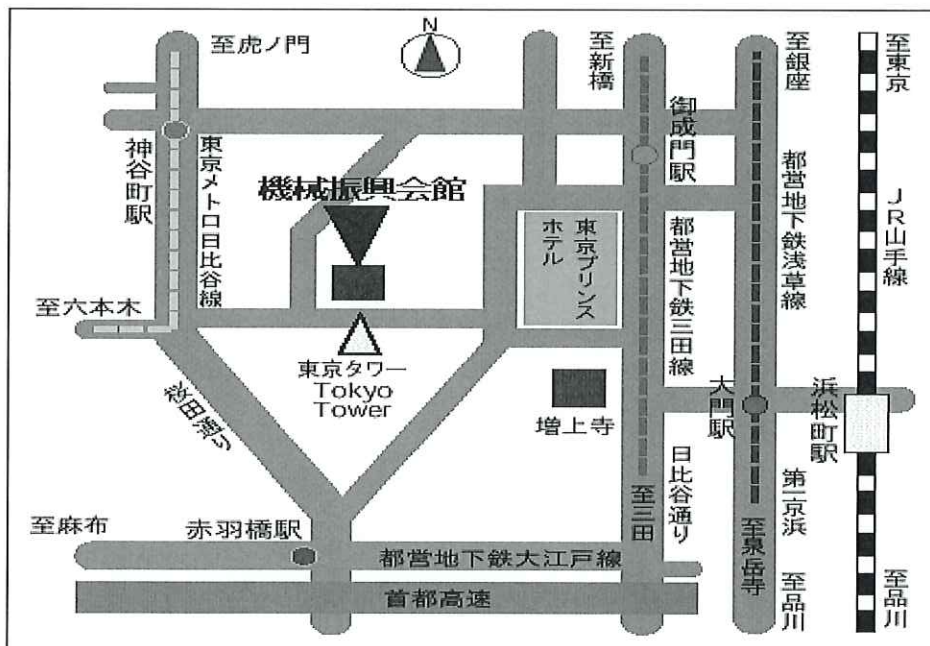 至虎ノ門
N
至新橋
至銀座
至東京
御成門駅
神谷町駅
東京メトロ日比谷線
機械振興会館
都営地下鉄浅草線
JR山手線
東京プリンス
ホテル
都営地下鉄三田線
至六本木
東京タワー
Tokyo
Tower
桜田通り
増上寺
大門駅
浜松町駅
日比谷通り
第一京浜
至三田
至麻布
赤羽橋駅
都営地下鉄大江戸線
至泉岳寺
首都高速
至品川
至品川